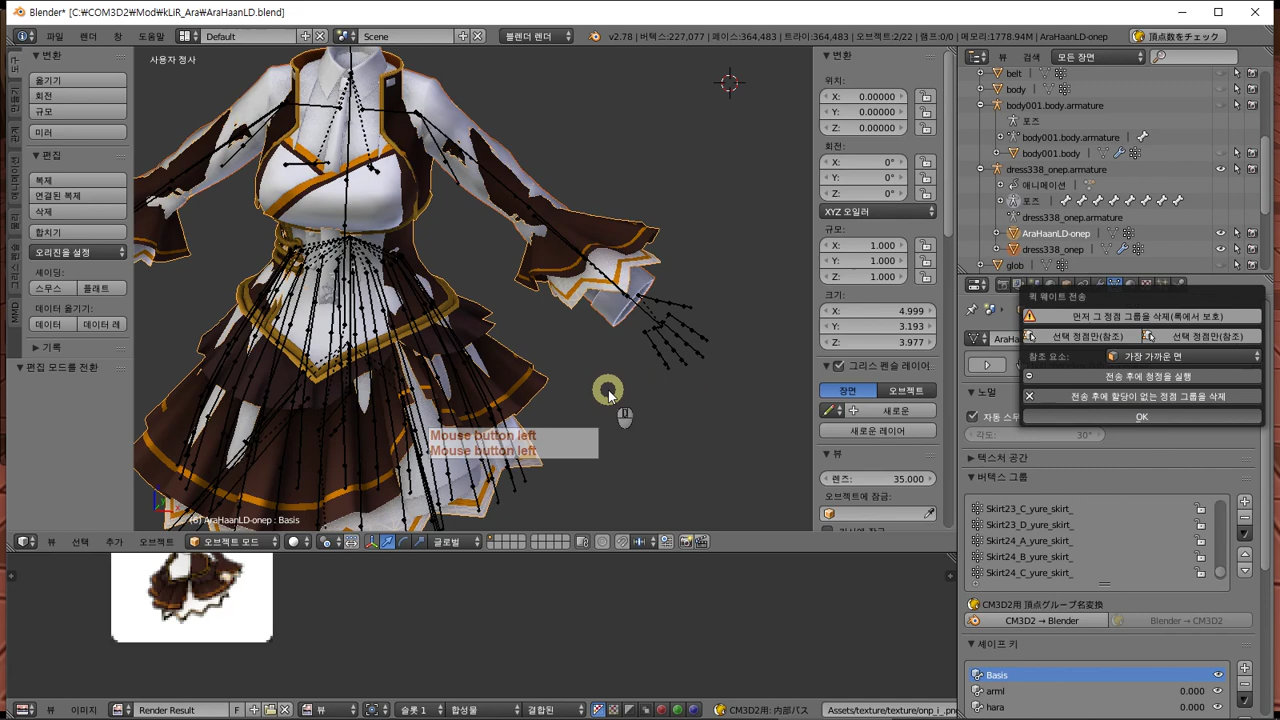 Blender* [C:￦COM3D2￦Mod￦kLiR_Ara￦AraHaanLD.blend]
파일 렌더 창 도움말 Default Scene 블렌더 렌더 v2.78 | 버텍스:227,077 | 페이스:364,483 | 트라이:364,483 | 오브젝트:2/22 | 램프:0/0 | 메모리:1778.94M | AraHaanLD-onep 頂点数をチェック
변환
옮기기
회전
규모
미러
편집
복제
연결된 복제
삭제
합치기
오리진을 설정
셰이딩:
스무스 플래트
데이터 옮기기:
데이터 데이터 레
기록
편집 모드를 전환
사용자 정사
Mouse button left
Mouse button left
(6) AraHaanLD-onep : Basis
뷰 선택 추가 오브젝트 오브젝트 모드 글로벌
변환
위치:
X: 0.00000
Y: 0.00000
Z: 0.00000
회전:
X: 0°
Y: 0°
Z: 0°
XYZ 오일러
규모:
X: 1.000
Y: 1.000
Z: 1.000
크기:
X: 4.999
Y: 3.193
Z: 3.977
그리스 펜슬 레이어
장면 오브젝트
새로운
새로운 레이어
뷰
렌즈: 35.000
오브젝트에 잠금:
뷰 검색 모든 장면
belt
body
body001.body.armature
포즈
body001.body.armature
body001.body
dress338_onep.armature
애니메이션
포즈
dress338_onep.armature
AraHaanLD-onep
dress338_onep
glob
퀵 웨이트 전송
먼저 그 정점 그룹을 삭제(록에서 보호)
선택 정점만(참조) 선택 정점만(참조)
참조 요소: 가장 가까운 면
전송 후에 청정을 실행
전송 후에 할당이 없는 정점 그룹을 삭제
OK
AraHa
노멀
자동 스무
각도: 30°
텍스처 공간
버텍스 그룹
Skirt23_C_yure_skirt_
Skirt23_D_yure_skirt_
Skirt24_A_yure_skirt_
Skirt24_B_yure_skirt_
Skirt24_C_yure_skirt_
CM3D2用 頂点グループ名変換
CM3D2 → Blender Blender → CM3D2
셰이프 키
Basis
arml 0.000
hara 0.000
뷰 이미지 Render Result F 뷰 슬롯 1 합성물 결합된 CM3D2用: 内部パス Assets/texture/texture/onp_i_.png